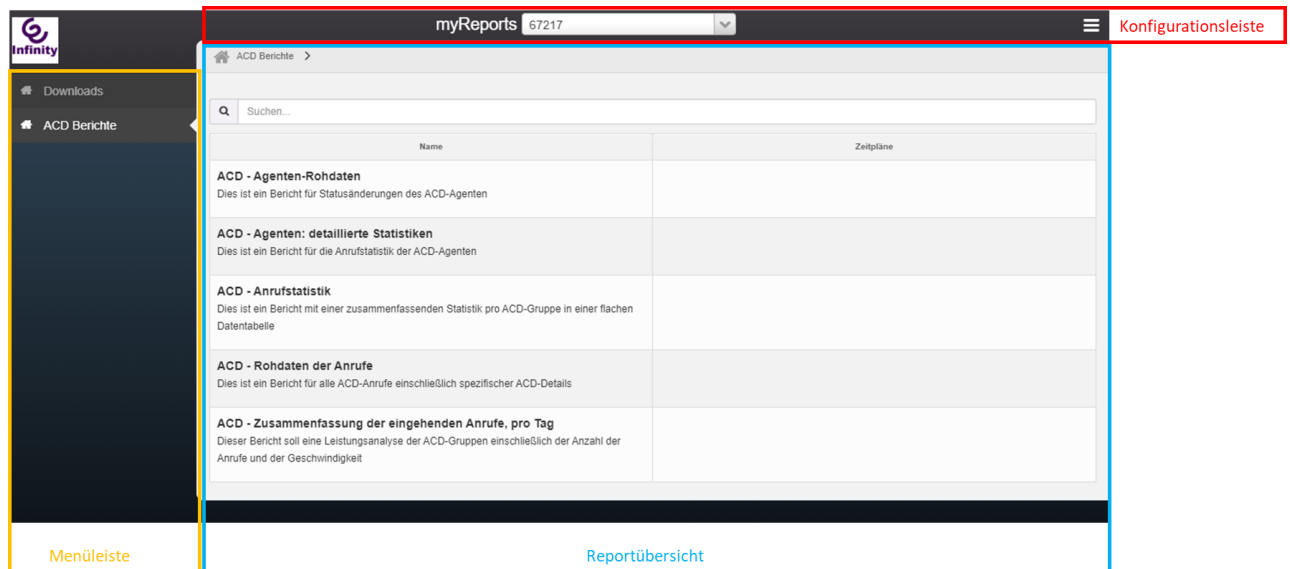 Infinity
myReports 67217
Konfigurationsleiste
ACD Berichte
Downloads
ACD Berichte
Suchen...
Name Zeitpläne
ACD - Agenten-Rohdaten
Dies ist ein Bericht für Statusänderungen des ACD-Agenten
ACD - Agenten: detaillierte Statistiken
Dies ist ein Bericht für die Anrufstatistik der ACD-Agenten
ACD - Anrufstatistik
Dies ist ein Bericht mit einer zusammenfassenden Statistik pro ACD-Gruppe in einer flachen
Datentabelle
ACD - Rohdaten der Anrufe
Dies ist ein Bericht für alle ACD-Anrufe einschließlich spezifischer ACD-Details
ACD - Zusammenfassung der eingehenden Anrufe, pro Tag
Dieser Bericht soll eine Leistungsanalyse der ACD-Gruppen einschließlich der Anzahl der
Anrufe und der Geschwindigkeit
Menüleiste
Reportübersicht